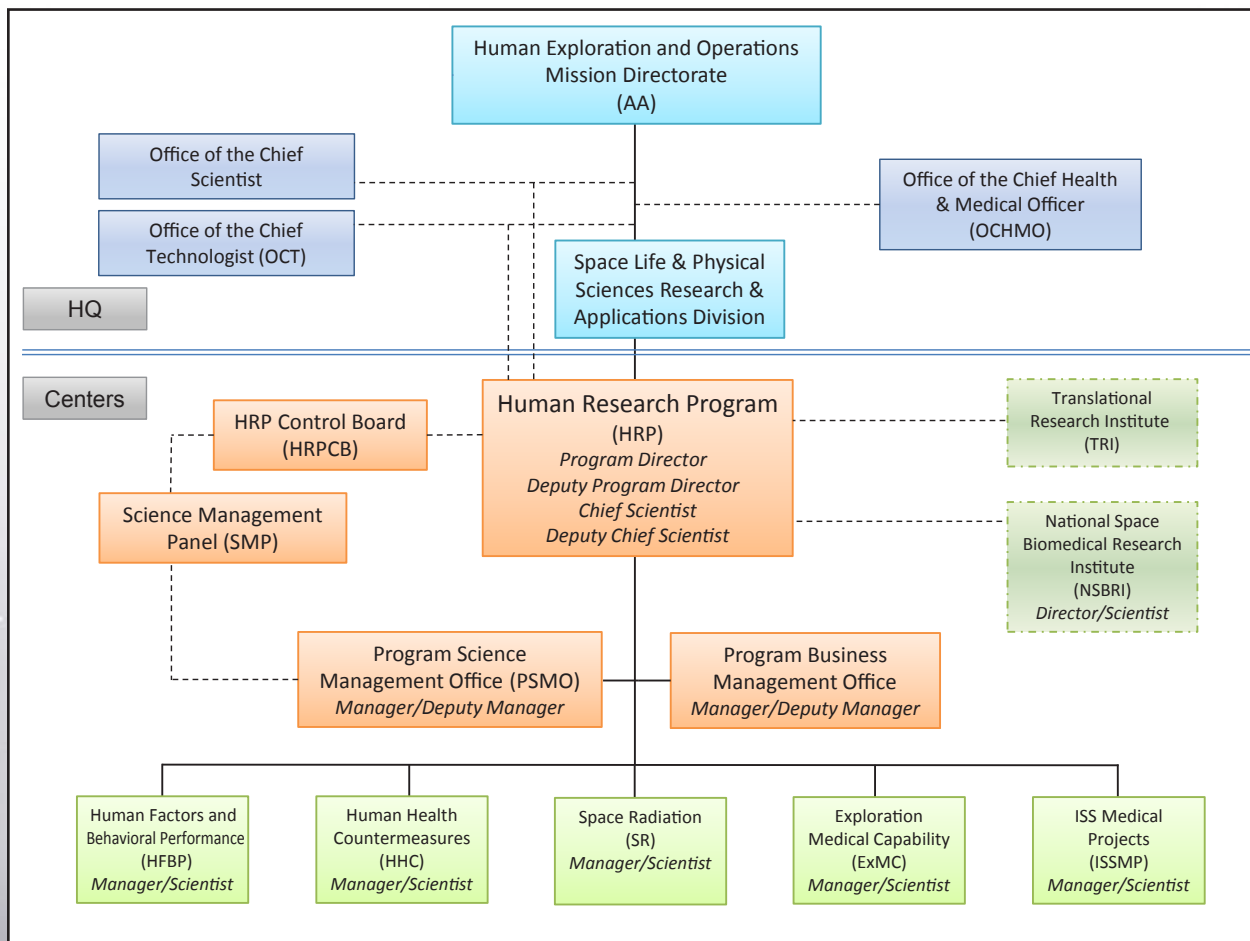 Human Exploration and Operations
Mission Directorate
(AA)
Office of the Chief
Scientist
Office of the Chief
Technologist (OCT)
Office of the Chief Health
& Medical Officer
(OCHMO)
Space Life & Physical
Sciences Research &
Applications Division
HQ
Centers
HRP Control Board
(HRPCB)
Science Management
Panel (SMP)
Human Research Program
(HRP)
Program Director
Deputy Program Director
Chief Scientist
Deputy Chief Scientist
Translational
Research Institute
(TRI)
National Space
Biomedical Research
Institute
(NSBRI)
Director/Scientist
Program Science
Management Office (PSMO)
Manager/Deputy Manager
Program Business
Management Office
Manager/Deputy Manager
Human Factors and
Behavioral Performance
(HFBP)
Manager/Scientist
Human Health
Countermeasures
(HHC)
Manager/Scientist
Space Radiation
(SR)
Manager/Scientist
Exploration
Medical Capability
(ExMC)
Manager/Scientist
ISS Medical
Projects
(ISSMP)
Manager/Scientist